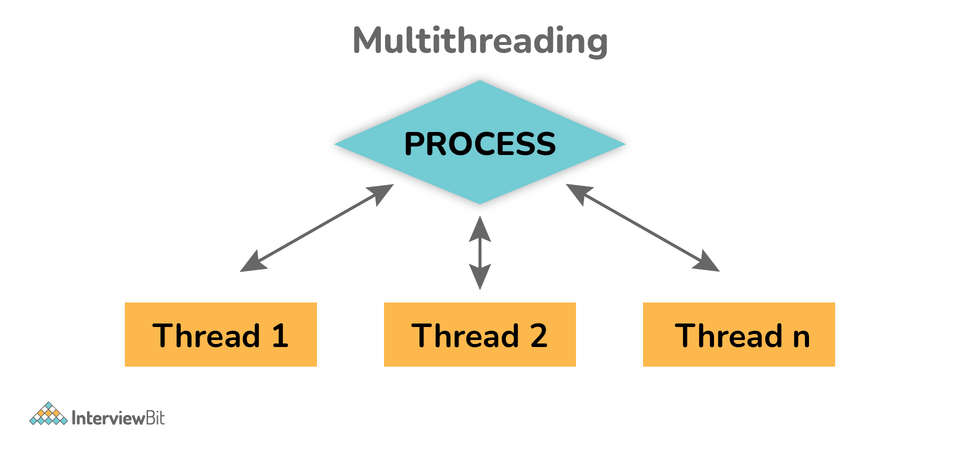 Multithreading
PROCESS
Thread 1
Thread 2
Thread n
InterviewBit